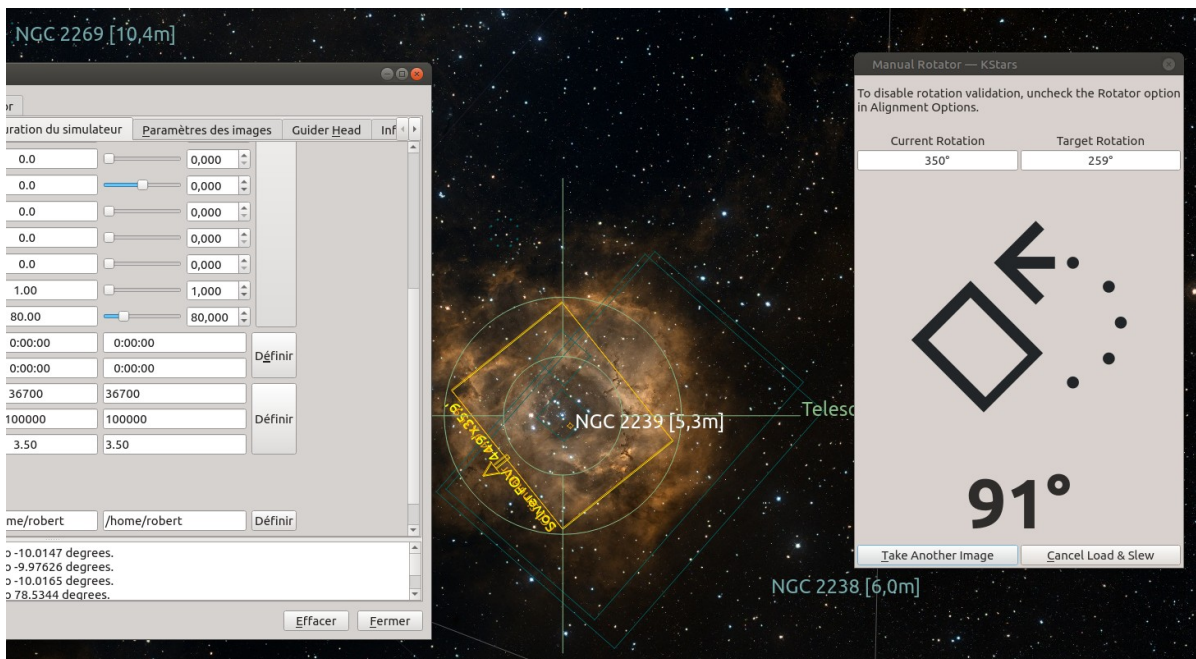 NGC 2269 [10,4m]
uration du simulateur
Paramètres des images
Guider Head
Inf
0.0
0,000
0.0
0,000
0.0
0,000
0.0
0,000
0.0
0,000
1.00
1,000
80.00
80,000
0:00:00
0:00:00
Définir
0:00:00
0:00:00
36700
36700
100000
100000
Définir
3.50
3.50
me/robert
/home/robert
Définir
o -10.0147 degrees.
o -9.97626 degrees.
o -10.0165 degrees.
o 78.5344 degrees.
Effacer
Fermer
NGC 2239 [5,3m]
Telesc
NGC 2238 [6,0m]
Manual Rotator — KStars
To disable rotation validation, uncheck the Rotator option
in Alignment Options.
Current Rotation
Target Rotation
350°
259°
91°
Take Another Image
Cancel Load & Slew